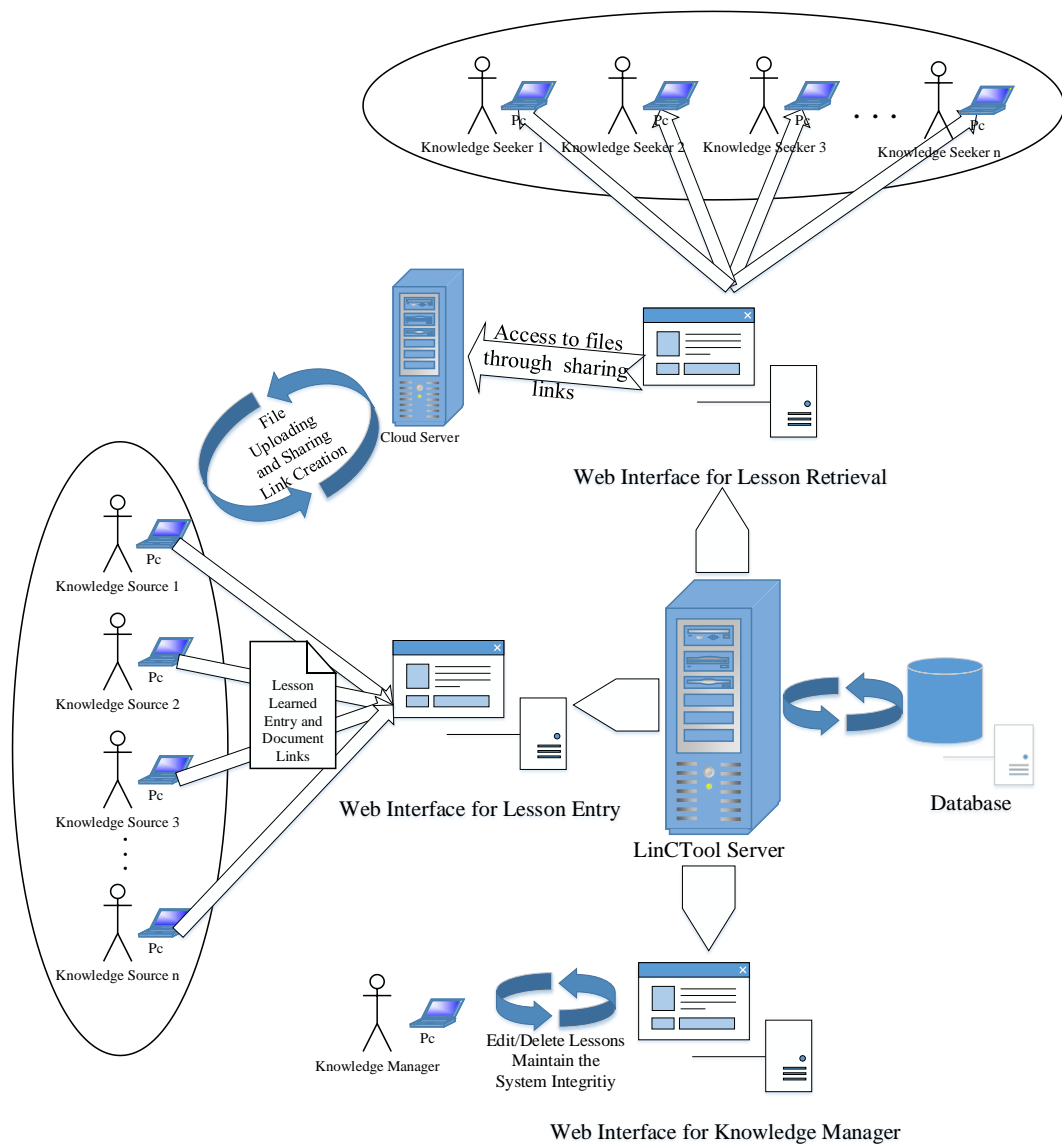 Pc
Pc
Pc
Pc
. . .
Knowledge Seeker 1
Knowledge Seeker 2
Knowledge Seeker 3
Knowledge Seeker n
Access to files
through sharing
links
Cloud Server
File
Uploading
and Sharing
Link Creation
Web Interface for Lesson Retrieval
Pc
Knowledge Source 1
Pc
Knowledge Source 2
Pc
Knowledge Source 3
. . .
Pc
Knowledge Source n
Lesson
Learned
Entry and
Document
Links
Web Interface for Lesson Entry
LinCTool Server
Database
Pc
Knowledge Manager
Edit/Delete Lessons
Maintain the
System Integritiy
Web Interface for Knowledge Manager